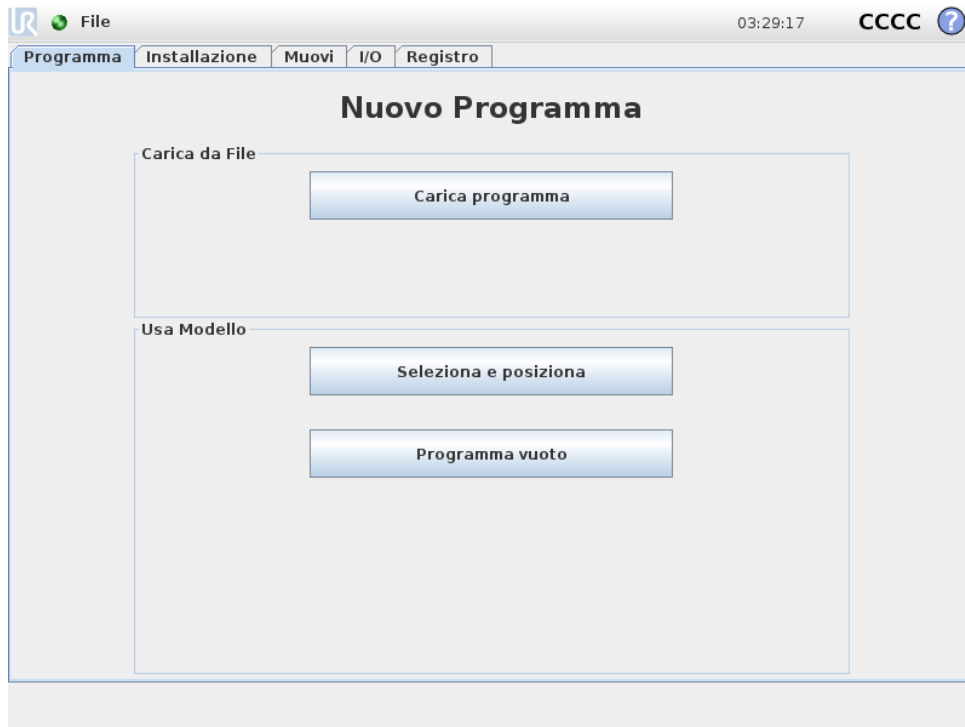 UR File 03:29:17 CCCC ?
Programma Installazione Muovi I/O Registro
Nuovo Programma
Carica da File
Carica programma
Usa Modello
Seleziona e posiziona
Programma vuoto